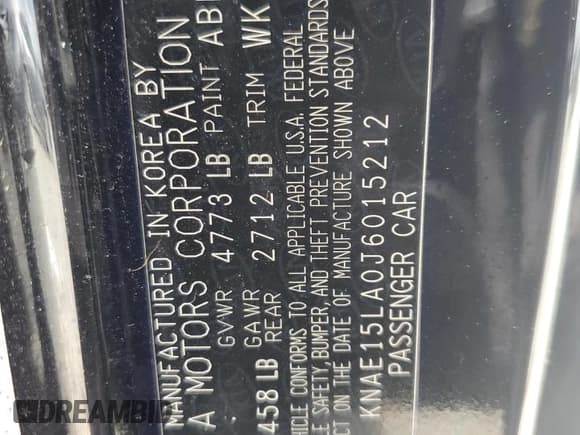 MANUFACTURED IN KOREA BY
A MOTORS CORPORATION
GVWR 4773 LB PAINT AB
458 LB GAWR REAR 2712 LB TRIM WK
HICLE CONFORMS TO ALL APPLICABLE U.S.A. FEDERAL
LE SAFETY, BUMPER, AND THEFT PREVENTION STANDARDS
CT ON THE DATE OF MANUFACTURE SHOWN ABOVE
KNAE15LA0J6015212
PASSENGER CAR
DREAMBID